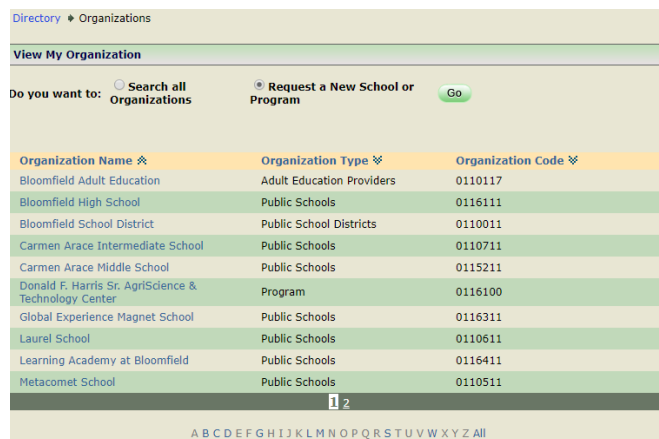 Directory Organizations
View My Organization
Do you want to: Search all Organizations Request a New School or Program Go
Organization Name Organization Type Organization Code
Bloomfield Adult Education Adult Education Providers 0110117
Bloomfield High School Public Schools 0116111
Bloomfield School District Public School Districts 0110011
Carmen Arace Intermediate School Public Schools 0110711
Carmen Arace Middle School Public Schools 0115211
Donald F. Harris Sr. AgriScience &
Technology Center Program 0116100
Global Experience Magnet School Public Schools 0116311
Laurel School Public Schools 0110611
Learning Academy at Bloomfield Public Schools 0116411
Metacomet School Public Schools 0110511
1 2
A B C D E F G H I J K L M N O P Q R S T U V W X Y Z All